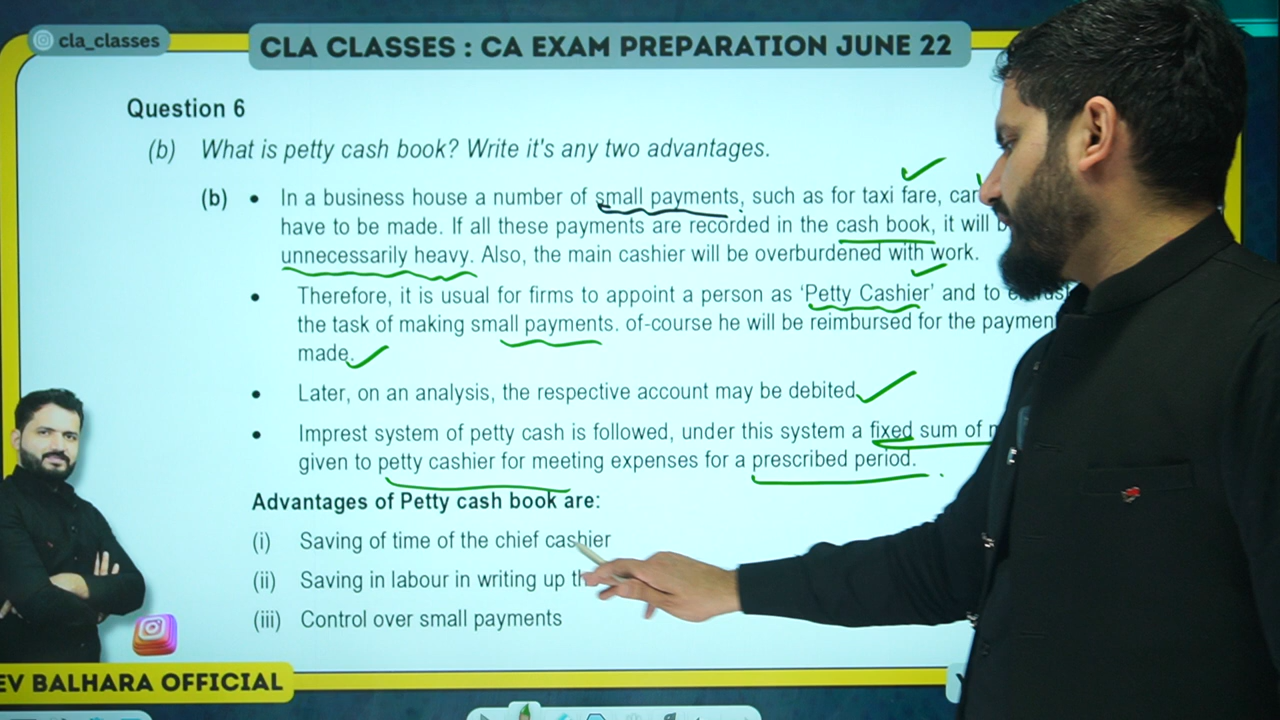 cla_classes
CLA CLASSES : CA EXAM PREPARATION JUNE 22
Question 6
(b) What is petty cash book? Write it's any two advantages.
(b) • In a business house a number of small payments, such as for taxi fare,
have to be made. If all these payments are recorded in the cash book, it will
unnecessarily heavy. Also, the main cashier will be overburdened with work.
• Therefore, it is usual for firms to appoint a person as ‘Petty Cashier’ and to
the task of making small payments. of-course he will be reimbursed for the
made.
• Later, on an analysis, the respective account may be debited.
• Imprest system of petty cash is followed, under this system a fixed sum of
given to petty cashier for meeting expenses for a prescribed period.
Advantages of Petty cash book are:
(i) Saving of time of the chief cashier
(ii) Saving in labour in writing up
(iii) Control over small payments
EV BALHARA OFFICIAL